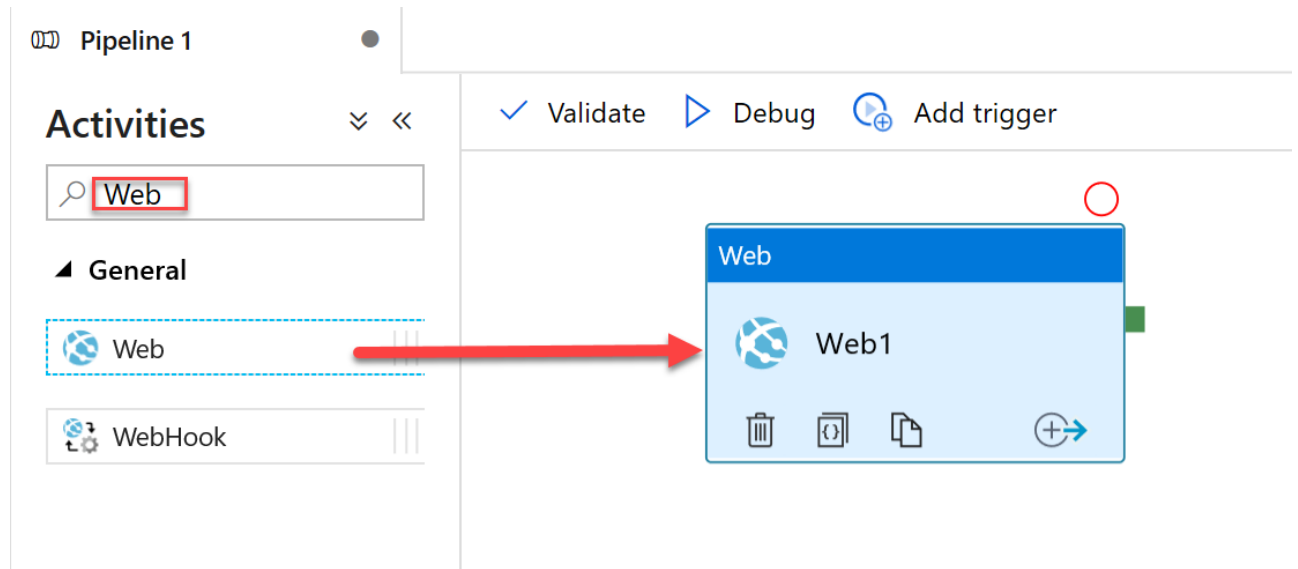 Pipeline 1
Activities
Validate
Debug
Add trigger
Web
General
Web
WebHook
Web
Web1